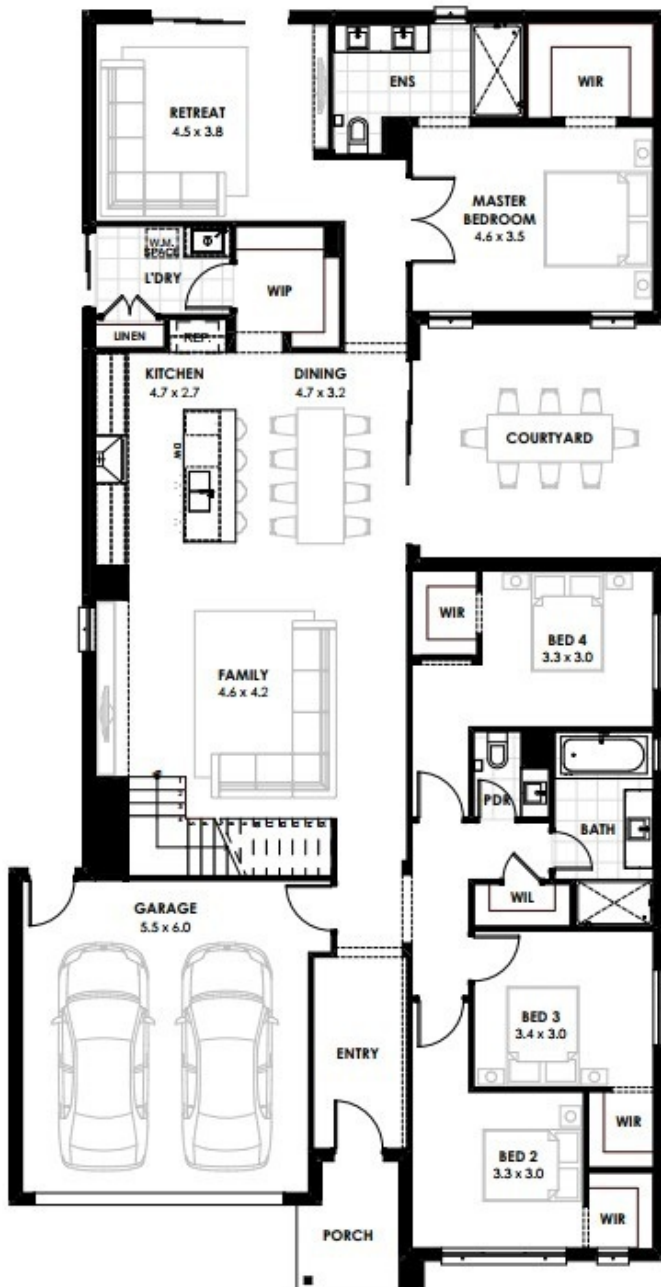 ENS
WIR
RETREAT
4.5 x 3.8
MASTER
BEDROOM
4.6 x 3.5
W.M.
SPACE
L'DRY
WIP
LINEN
REF.
KITCHEN
4.7 x 2.7
DINING
4.7 x 3.2
COURTYARD
DW
WIR
BED 4
3.3 x 3.0
FAMILY
4.6 x 4.2
PDR
BATH
WIL
GARAGE
5.5 x 6.0
BED 3
3.4 x 3.0
ENTRY
WIR
BED 2
3.3 x 3.0
WIR
PORCH